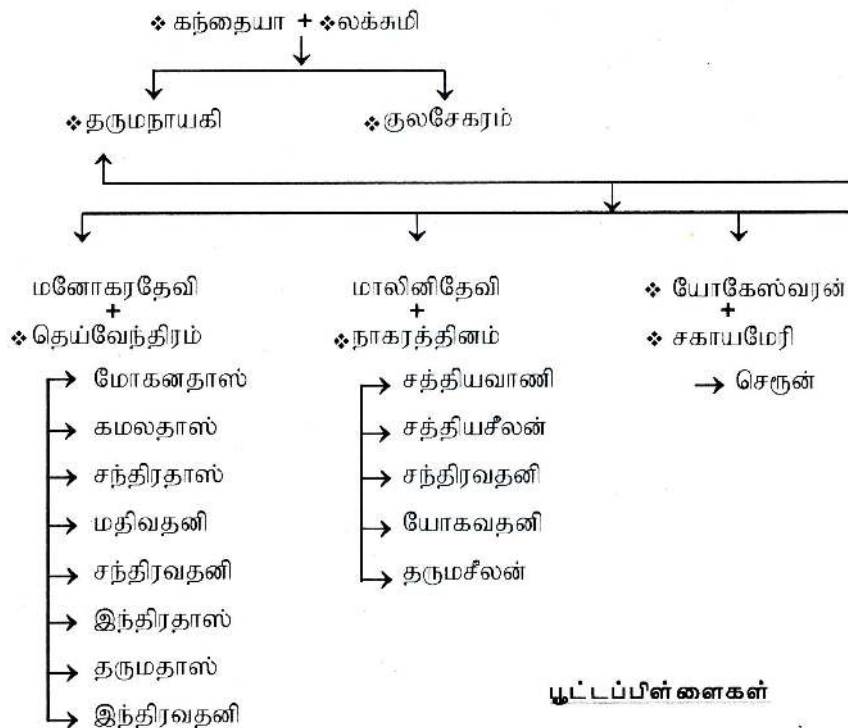 ❖ கந்தையா + ❖லக்சுமி
❖தருமநாயகி ❖குலசேகரம்
மனோகரதேவி
+
❖தெய்வேந்திரம்
மோகனதாஸ்
கமலதாஸ்
சந்திரதாஸ்
மதிவதனி
சந்திரவதனி
இந்திரதாஸ்
தருமதாஸ்
இந்திரவதனி
மாலினிதேவி
+
❖நாகரத்தினம்
சத்தியவாணி
சத்தியசீலன்
சந்திரவதனி
யோகவதனி
தருமசீலன்
❖ யோகேஸ்வரன்
+
❖ சகாயமேரி
செரூன்
பூட்டப்பிள்ளைகள்